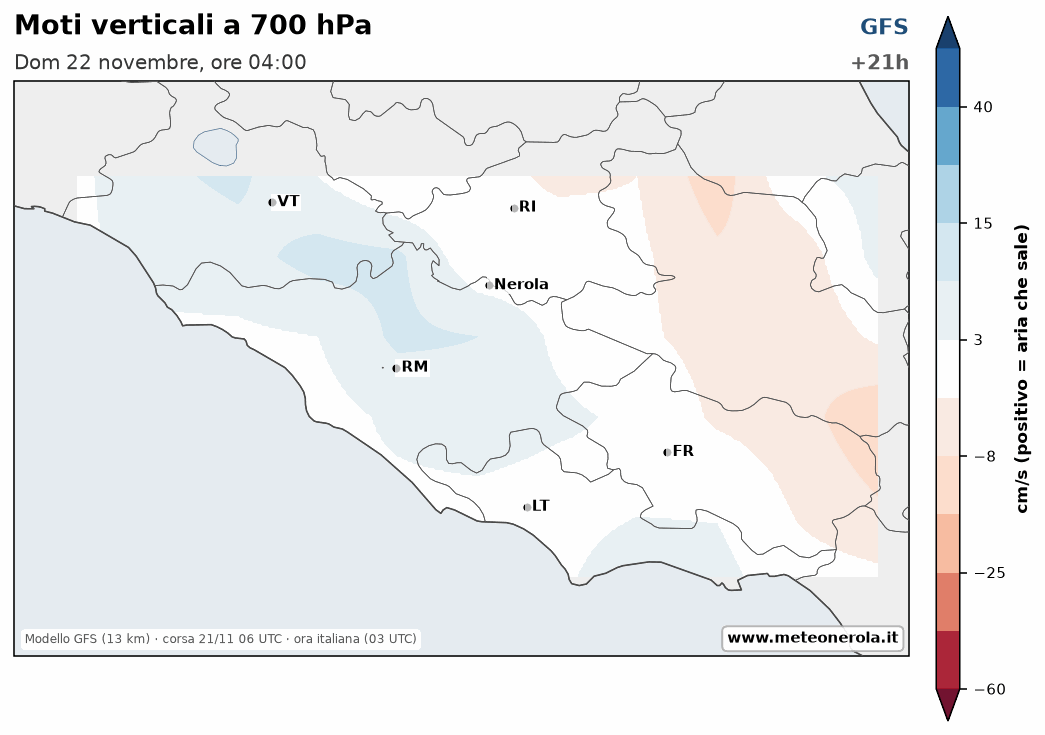 Moti verticali a 700 hPa
GFS
Dom 22 novembre, ore 04:00
+21h
40
15
3
−8
−25
−60
cm/s (positivo = aria che sale)
VT
RI
Nerola
RM
FR
LT
Modello GFS (13 km) · corsa 21/11 06 UTC · ora italiana (03 UTC)
www.meteonerola.it